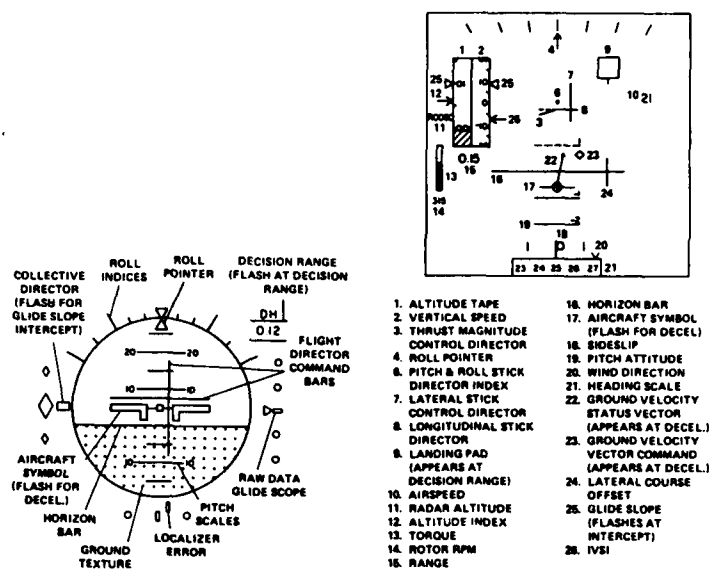 1 2
4
9
25
25
12
26
ROOR
11
7
6
3
8
10 21
0.15
15
16
13
345
14
22
23
17
24
19
18
20
23 24 25 26 27
21
COLLECTIVE
DIRECTOR
(FLASH FOR
GLIDE SLOPE
INTERCEPT)
ROLL
INDICES
ROLL
POINTER
DECISION RANGE
(FLASH AT DECISION
RANGE)
DH
0.12
FLIGHT
DIRECTOR
COMMAND
BARS
20 20
10 10
10 10
AIRCRAFT
SYMBOL
(FLASH FOR
DECEL.)
HORIZON
BAR
GROUND
TEXTURE
LOCALIZER
ERROR
PITCH
SCALES
RAW DATA
GLIDE SCOPE
1. ALTITUDE TAPE
2. VERTICAL SPEED
3. THRUST MAGNITUDE
CONTROL DIRECTOR
4. ROLL POINTER
6. PITCH & ROLL STICK
DIRECTOR INDEX
7. LATERAL STICK
CONTROL DIRECTOR
8. LONGITUDINAL STICK
DIRECTOR
9. LANDING PAD
(APPEARS AT
DECISION RANGE)
10. AIRSPEED
11. RADAR ALTITUDE
12. ALTITUDE INDEX
13. TORQUE
14. ROTOR RPM
15. RANGE
16. HORIZON BAR
17. AIRCRAFT SYMBOL
(FLASH FOR DECEL)
18. SIDESLIP
19. PITCH ATTITUDE
20. WIND DIRECTION
21. HEADING SCALE
22. GROUND VELOCITY
STATUS VECTOR
(APPEARS AT DECEL.)
23. GROUND VELOCITY
VECTOR COMMAND
(APPEARS AT DECEL.)
24. LATERAL COURSE
OFFSET
25. GLIDE SLOPE
(FLASHES AT
INTERCEPT)
26. IVSI